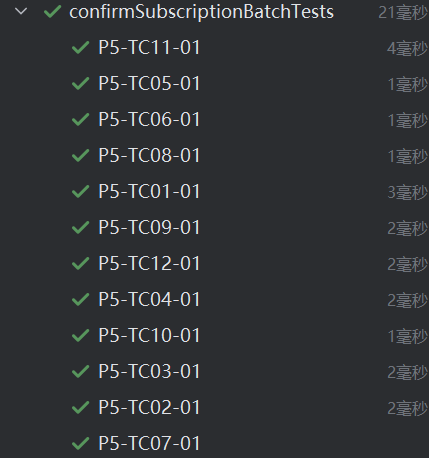 confirmSubscriptionBatchTests 21毫秒
P5-TC11-01 4毫秒
P5-TC05-01 1毫秒
P5-TC06-01 1毫秒
P5-TC08-01 1毫秒
P5-TC01-01 3毫秒
P5-TC09-01 2毫秒
P5-TC12-01 2毫秒
P5-TC04-01 2毫秒
P5-TC10-01 1毫秒
P5-TC03-01 2毫秒
P5-TC02-01 2毫秒
P5-TC07-01